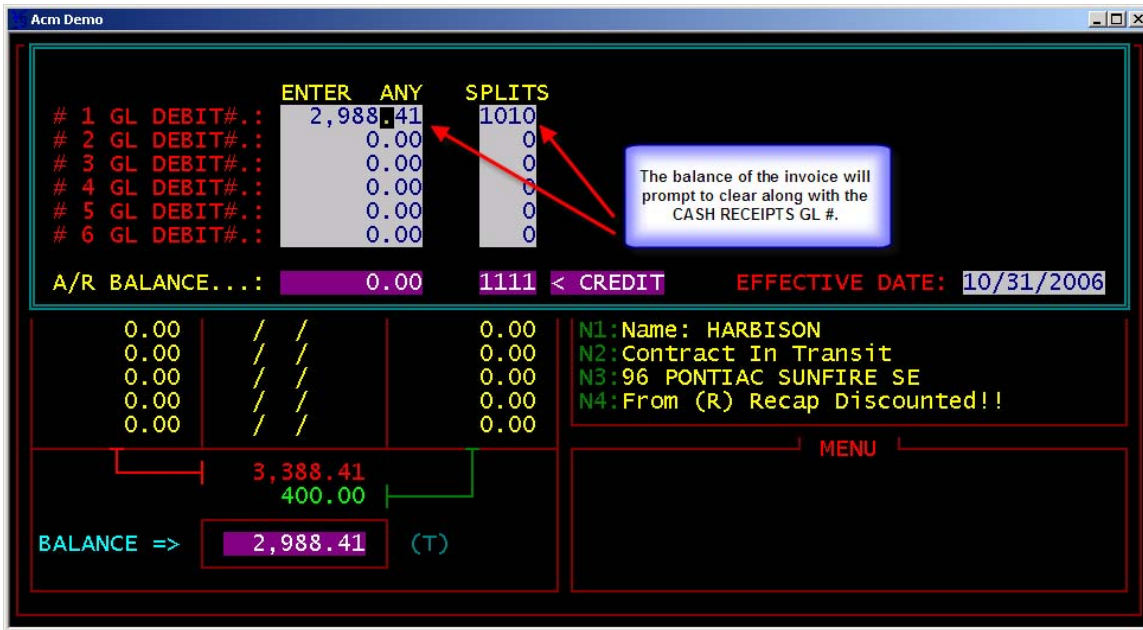 Acm Demo
ENTER ANY SPLITS
# 1 GL DEBIT#.: 2,988.41 1010
# 2 GL DEBIT#.: 0.00 0
# 3 GL DEBIT#.: 0.00 0
# 4 GL DEBIT#.: 0.00 0
# 5 GL DEBIT#.: 0.00 0
# 6 GL DEBIT#.: 0.00 0
The balance of the invoice will
prompt to clear along with the
CASH RECEIPTS GL #.
A/R BALANCE...: 0.00 1111 < CREDIT EFFECTIVE DATE: 10/31/2006
0.00 / / 0.00
0.00 / / 0.00
0.00 / / 0.00
0.00 / / 0.00
0.00 / / 0.00
N1:Name: HARBISON
N2:Contract In Transit
N3:96 PONTIAC SUNFIRE SE
N4:From (R) Recap Discounted!!
MENU
3,388.41
400.00
BALANCE => 2,988.41 (T)